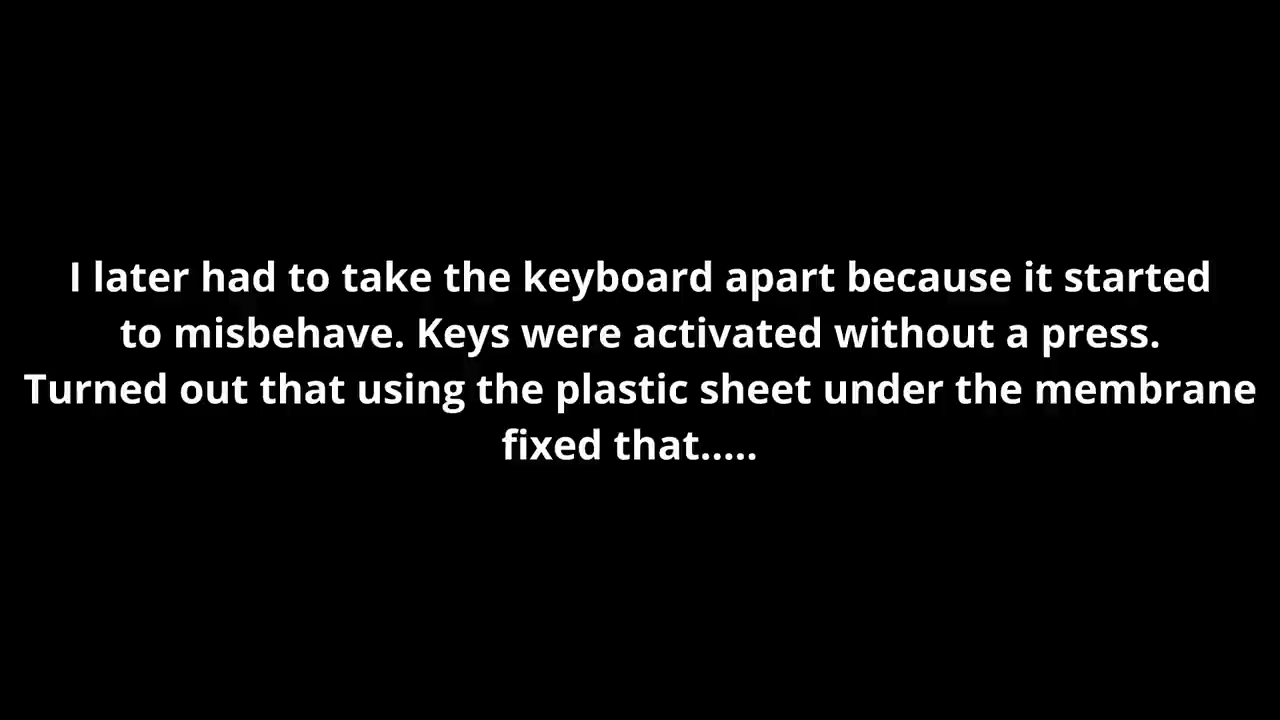 I later had to take the keyboard apart because it started
to misbehave. Keys were activated without a press.
Turned out that using the plastic sheet under the membrane
fixed that.....